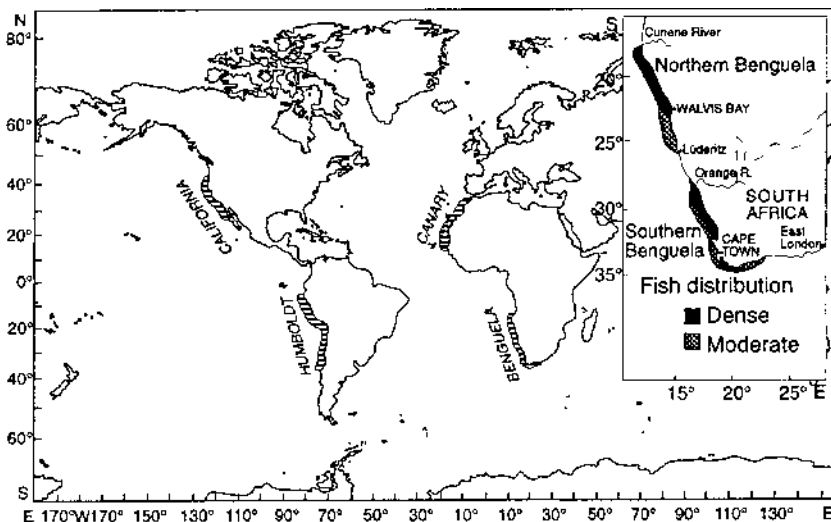 N
80°
60°
40°
20°
0°
20°
40°
60°
S
CALIFORNIA
HUMBOLDT
CANARY
BENGUELA
E 170°W170° 150° 130° 110° 90° 70° 50° 30° 10° 10° 30° 50° 70° 90° 110° 130° E
S
Cunene River
20°
Northern Benguela
WALVIS BAY
Lüderitz
25°
Orange R.
SOUTH
AFRICA
30°
Southern
Benguela
CAPE
TOWN
East
London
35°
Fish distribution
Dense
Moderate
15° 20° 25° E